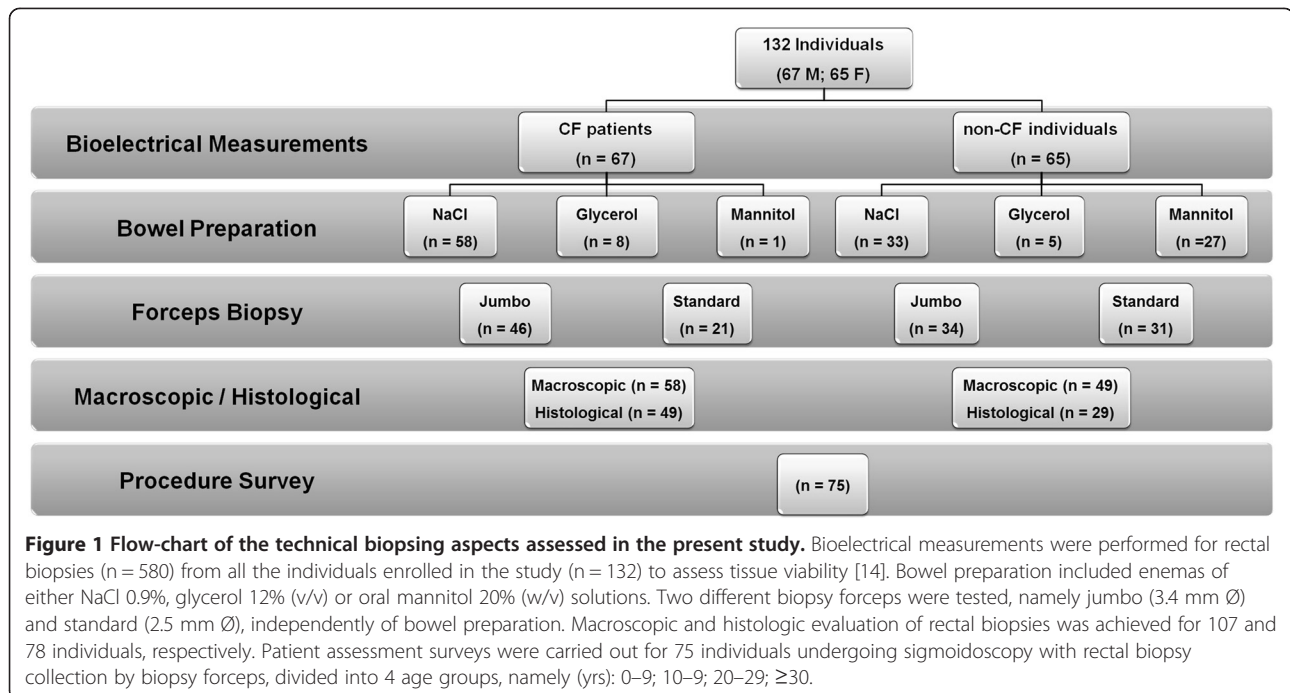 132 Individuals
(67 M; 65 F)
Bioelectrical Measurements
CF patients
(n = 67)
non-CF individuals
(n = 65)
Bowel Preparation
NaCl
(n = 58)
Glycerol
(n = 8)
Mannitol
(n = 1)
NaCl
(n = 33)
Glycerol
(n = 5)
Mannitol
(n =27)
Forceps Biopsy
Jumbo
(n = 46)
Standard
(n = 21)
Jumbo
(n = 34)
Standard
(n = 31)
Macroscopic / Histological
Macroscopic (n = 58)
Histological (n = 49)
Macroscopic (n = 49)
Histological (n = 29)
Procedure Survey
(n = 75)
Figure 1 Flow-chart of the technical biopsing aspects assessed in the present study. Bioelectrical measurements were performed for rectal
biopsies (n = 580) from all the individuals enrolled in the study (n = 132) to assess tissue viability [14]. Bowel preparation included enemas of
either NaCl 0.9%, glycerol 12% (v/v) or oral mannitol 20% (w/v) solutions. Two different biopsy forceps were tested, namely jumbo (3.4 mm Ø)
and standard (2.5 mm Ø), independently of bowel preparation. Macroscopic and histologic evaluation of rectal biopsies was achieved for 107 and
78 individuals, respectively. Patient assessment surveys were carried out for 75 individuals undergoing sigmoidoscopy with rectal biopsy
collection by biopsy forceps, divided into 4 age groups, namely (yrs): 0–9; 10–9; 20–29; ≥30.